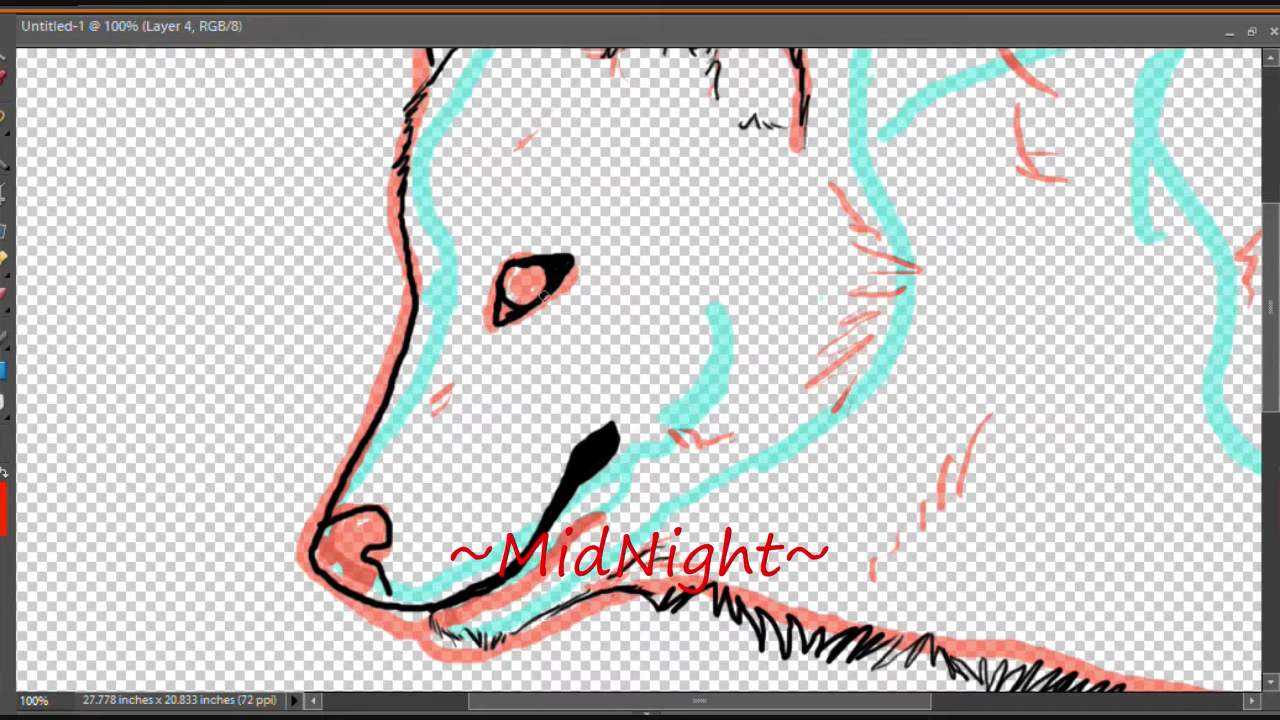 Untitled-1 @ 100% (Layer 4, RGB/8)
~MidNight~
100% 27.778 inches x 20.833 inches (72 ppi)